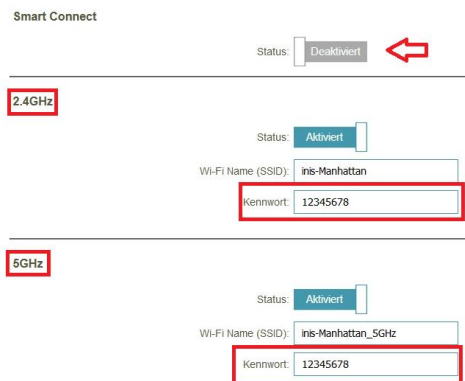 Smart Connect
Status: Deaktiviert
2.4GHz
Status: Aktiviert
Wi-Fi Name (SSID): inis-Manhattan
Kennwort: 12345678
5GHz
Status: Aktiviert
Wi-Fi Name (SSID): inis-Manhattan_5GHz
Kennwort: 12345678